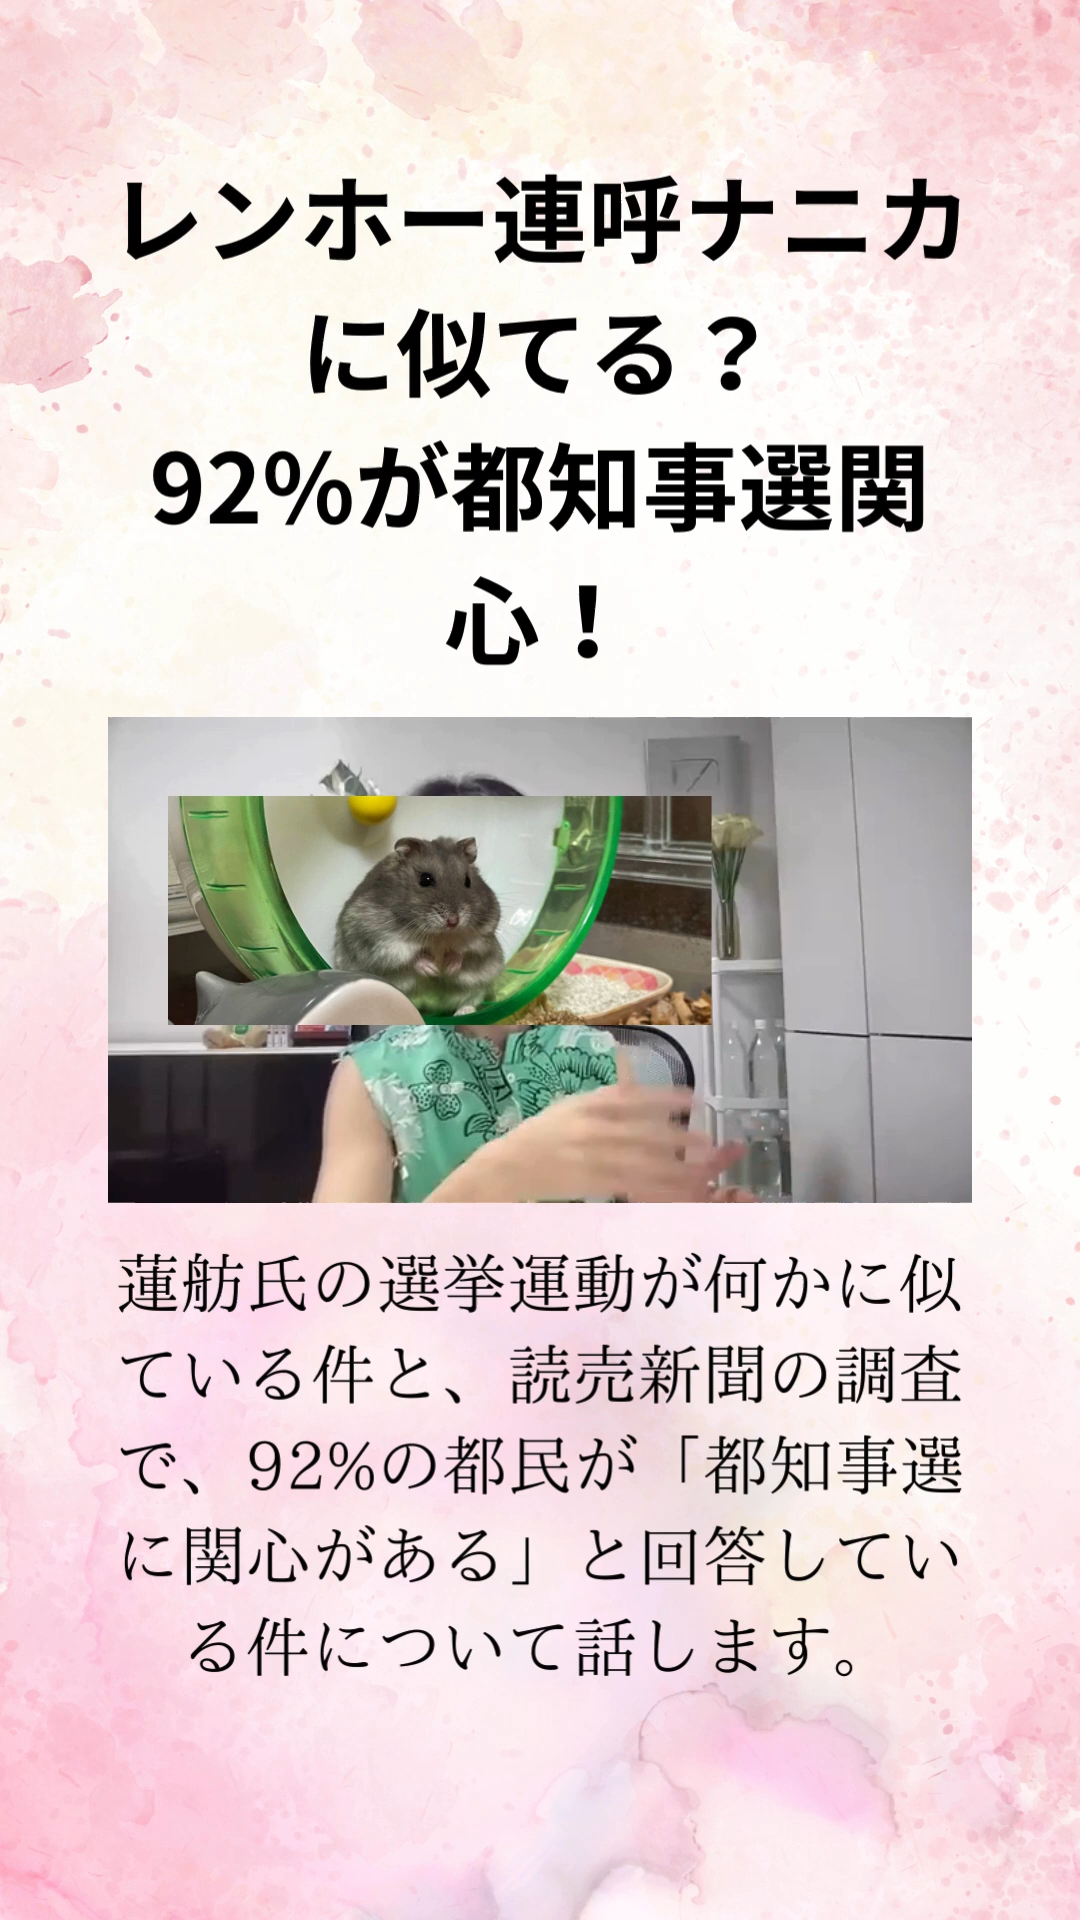 レンホー連呼ナニカ
に似てる？
92%が都知事選関
心！
蓮舫氏の選挙運動が何かに似
ている件と、読売新聞の調査
で、92%の都民が「都知事選
に関心がある」と回答してい
る件について話します。